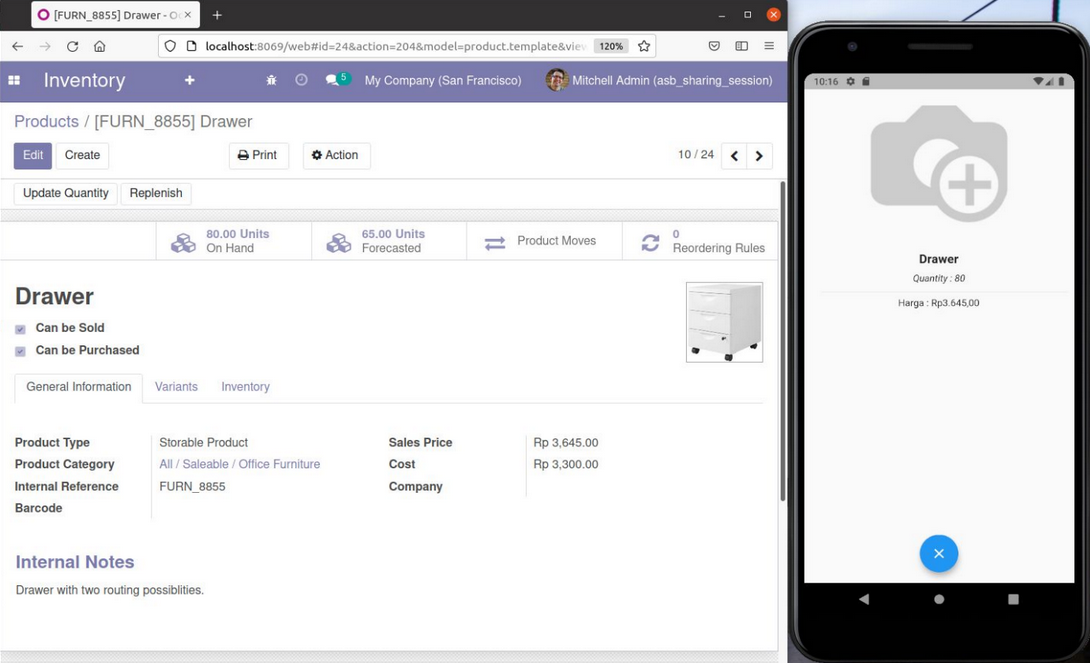 [FURN_8855] Drawer - O
localhost:8069/web#id=24&action=204&model=product.template&view
120%
Inventory
5
My Company (San Francisco)
Mitchell Admin (asb_sharing_session)
Products / [FURN_8855] Drawer
Edit
Create
Print
Action
10 / 24
Update Quantity
Replenish
80.00 Units
On Hand
65.00 Units
Forecasted
Product Moves
0
Reordering Rules
Drawer
Can be Sold
Can be Purchased
General Information
Variants
Inventory
Product Type
Storable Product
Product Category
All / Saleable / Office Furniture
Internal Reference
FURN_8855
Barcode
Sales Price
Rp 3,645.00
Cost
Rp 3,300.00
Company
Internal Notes
Drawer with two routing possiblities.
10:16
Drawer
Quantity : 80
Harga : Rp3.645,00